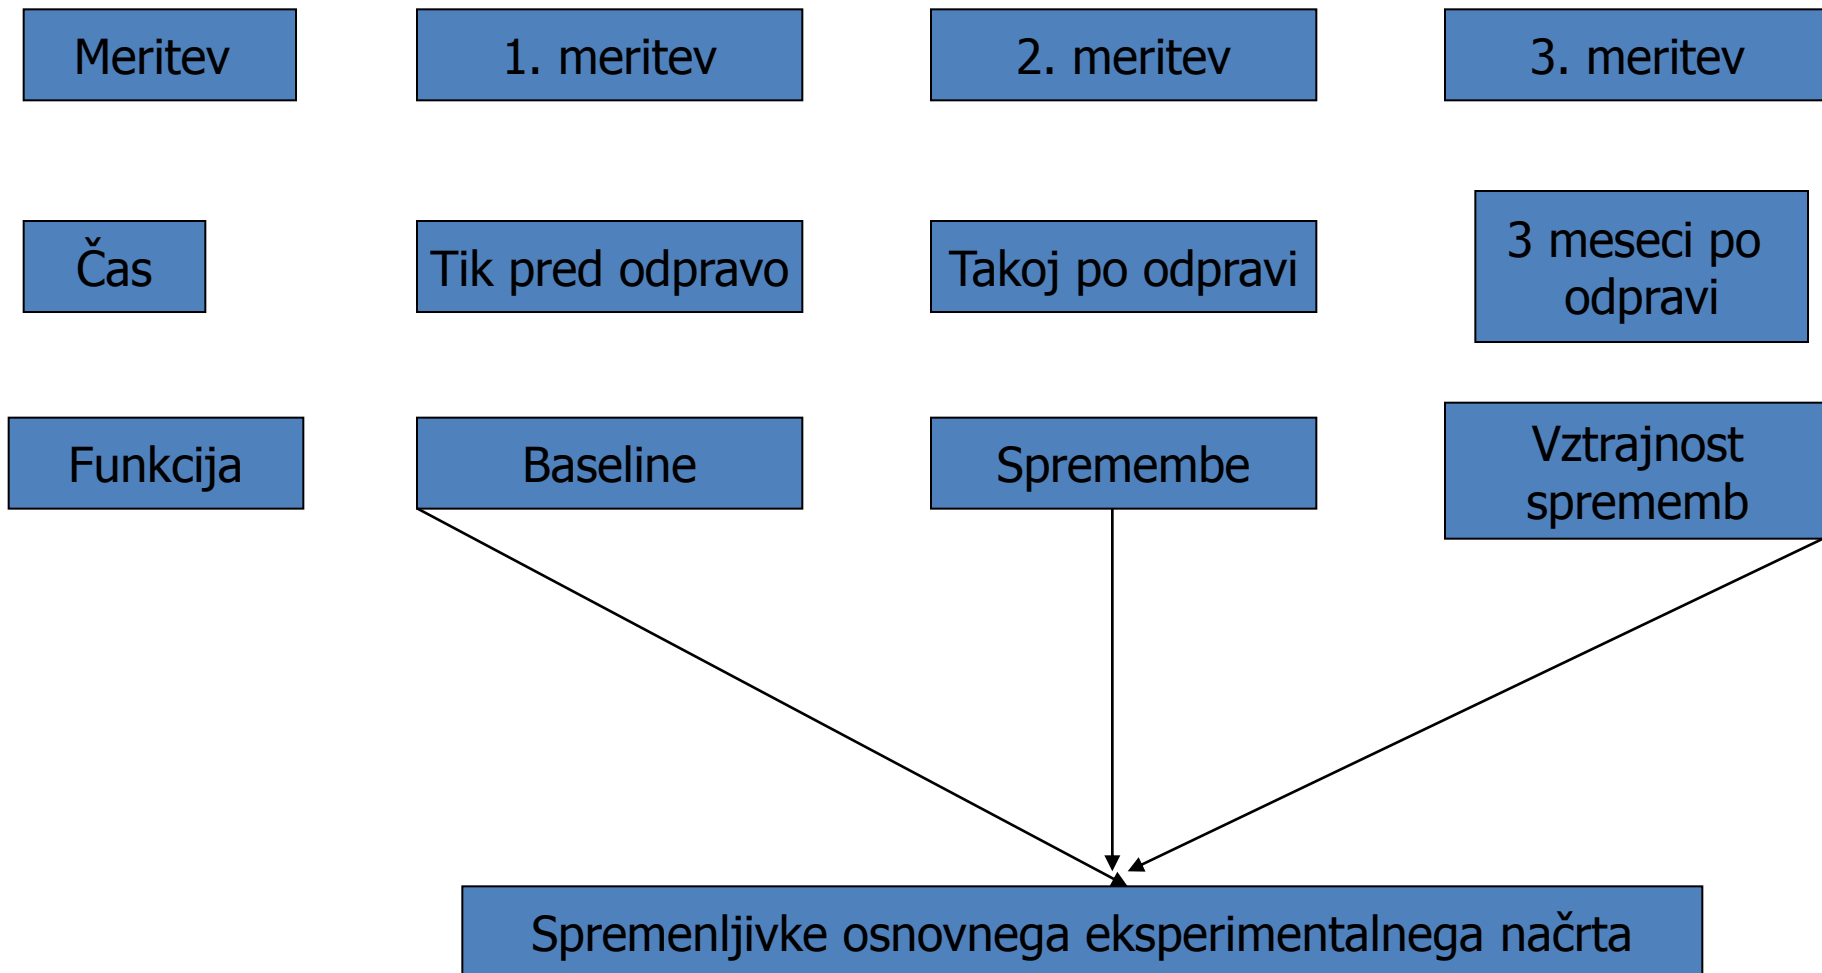 Meritev
1. meritev
2. meritev
3. meritev
Čas
Tik pred odpravo
Takoj po odpravi
3 meseci po
odpravi
Funkcija
Baseline
Spremembe
Vztrajnost
sprememb
Spremenljivke osnovnega eksperimentalnega načrta